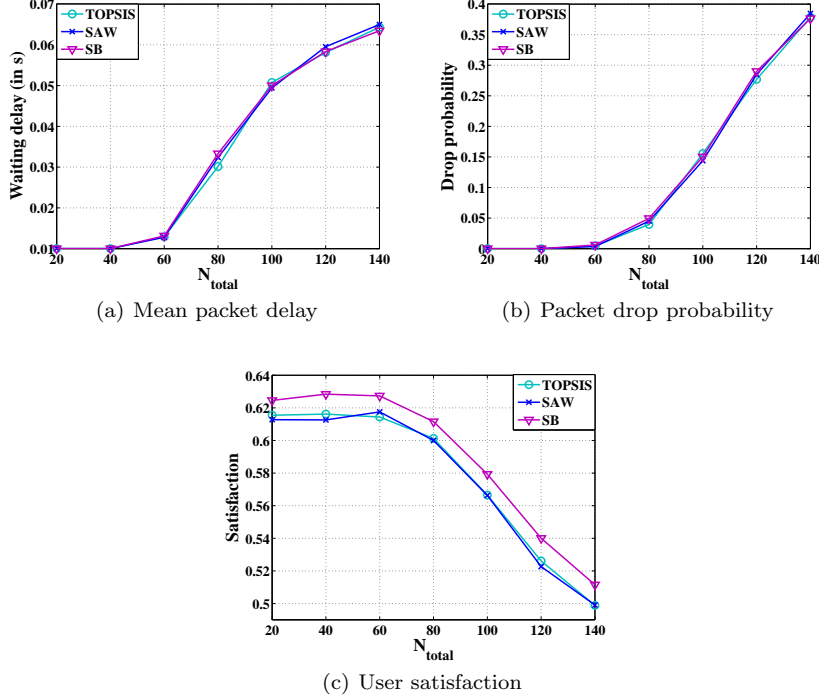 0.07
0.06
0.05
0.04
0.03
0.02
0.01
Waiting delay (in s)
TOPSIS
SAW
SB
20 40 60 80 100 120 140
N_total
(a) Mean packet delay
0.4
0.35
0.3
0.25
0.2
0.15
0.1
0.05
0
Drop probability
TOPSIS
SAW
SB
20 40 60 80 100 120 140
N_total
(b) Packet drop probability
0.64
0.62
0.6
0.58
0.56
0.54
0.52
0.5
Satisfaction
TOPSIS
SAW
SB
20 40 60 80 100 120 140
N_total
(c) User satisfaction